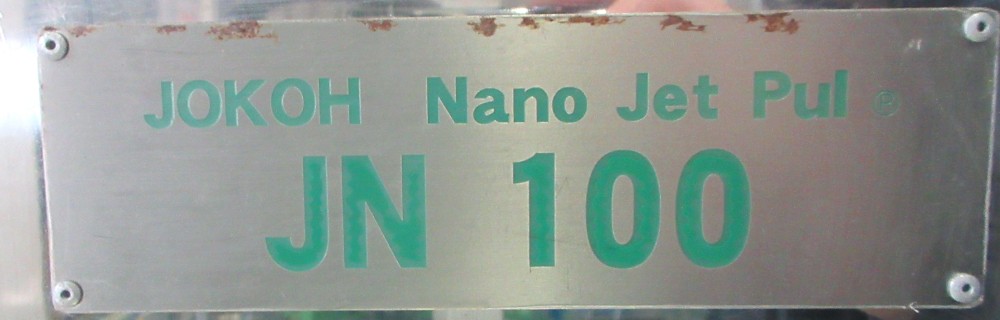 JOKOH Nano Jet Pul ®
JN 100